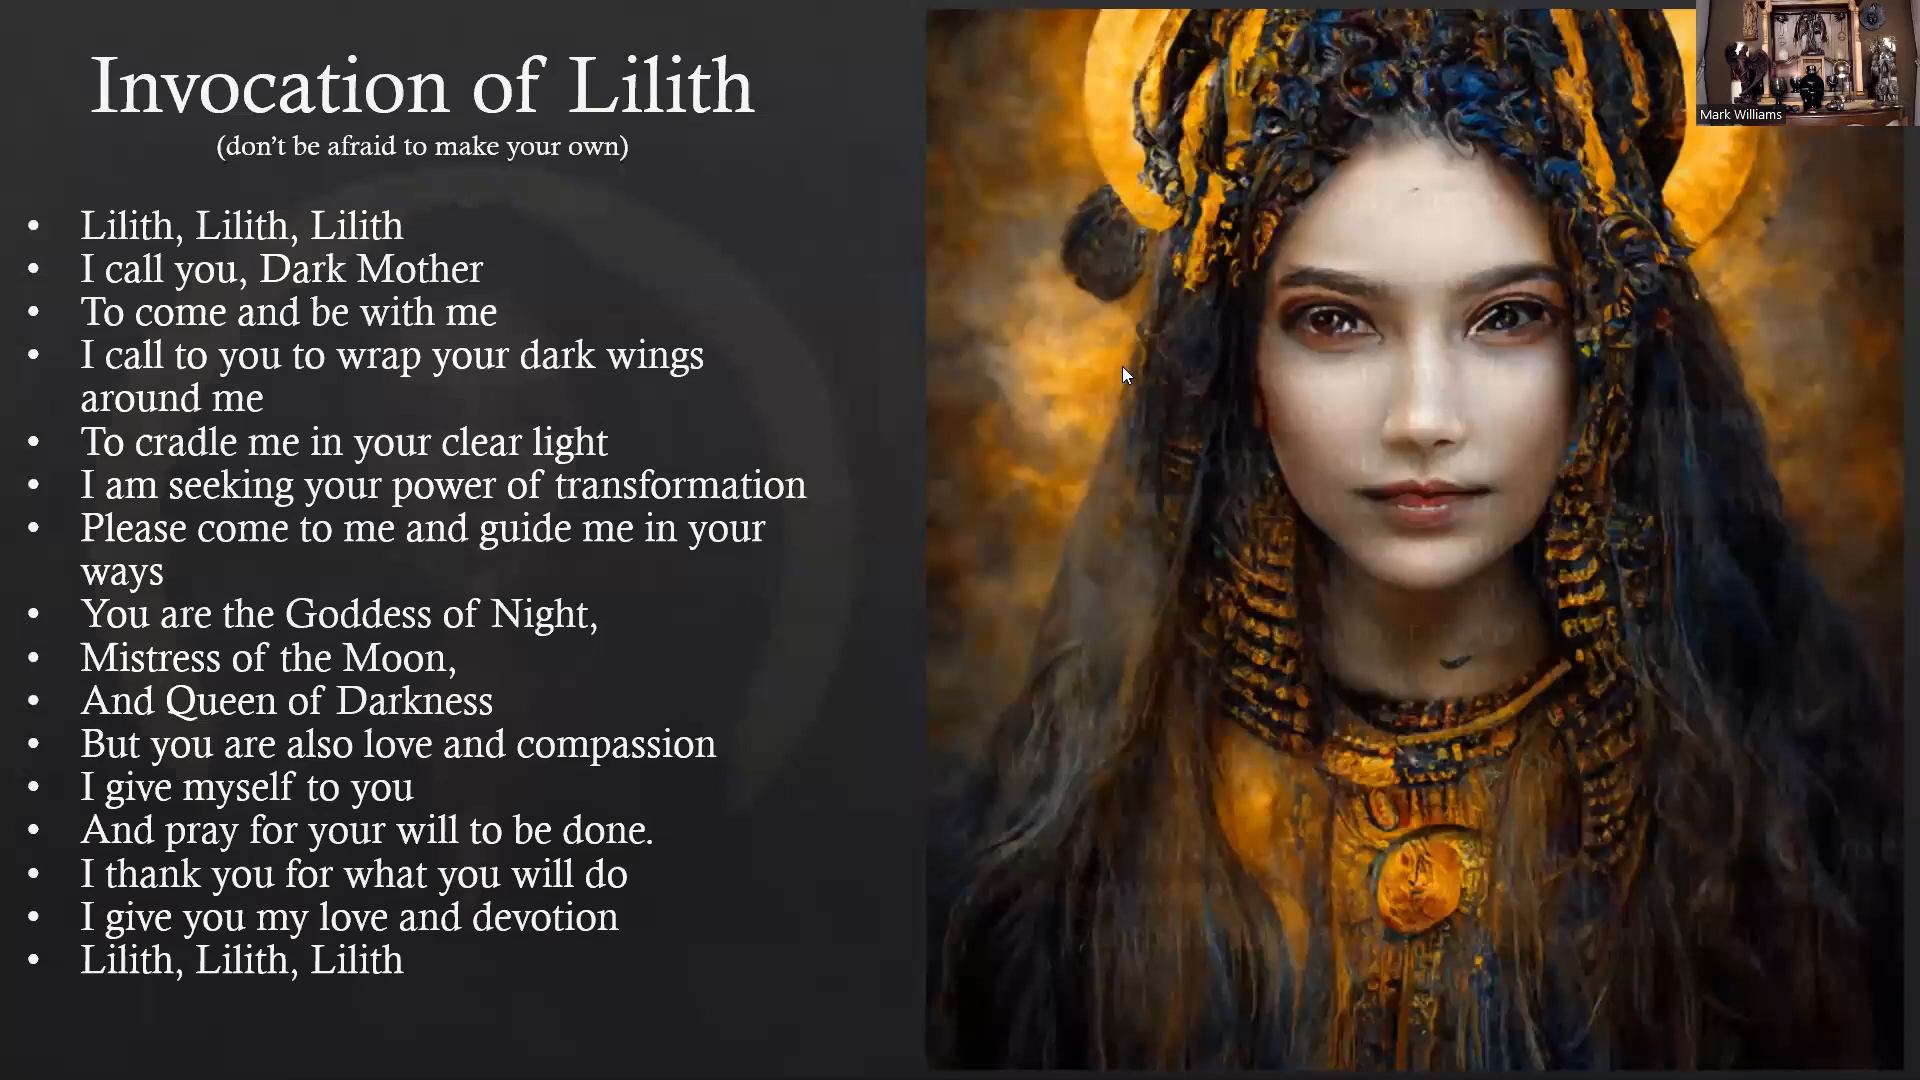 Invocation of Lilith
(don't be afraid to make your own)
• Lilith, Lilith, Lilith
• I call you, Dark Mother
• To come and be with me
• I call to you to wrap your dark wings
around me
• To cradle me in your clear light
• I am seeking your power of transformation
• Please come to me and guide me in your
ways
• You are the Goddess of Night,
• Mistress of the Moon,
• And Queen of Darkness
• But you are also love and compassion
• I give myself to you
• And pray for your will to be done.
• I thank you for what you will do
• I give you my love and devotion
• Lilith, Lilith, Lilith
Mark Williams